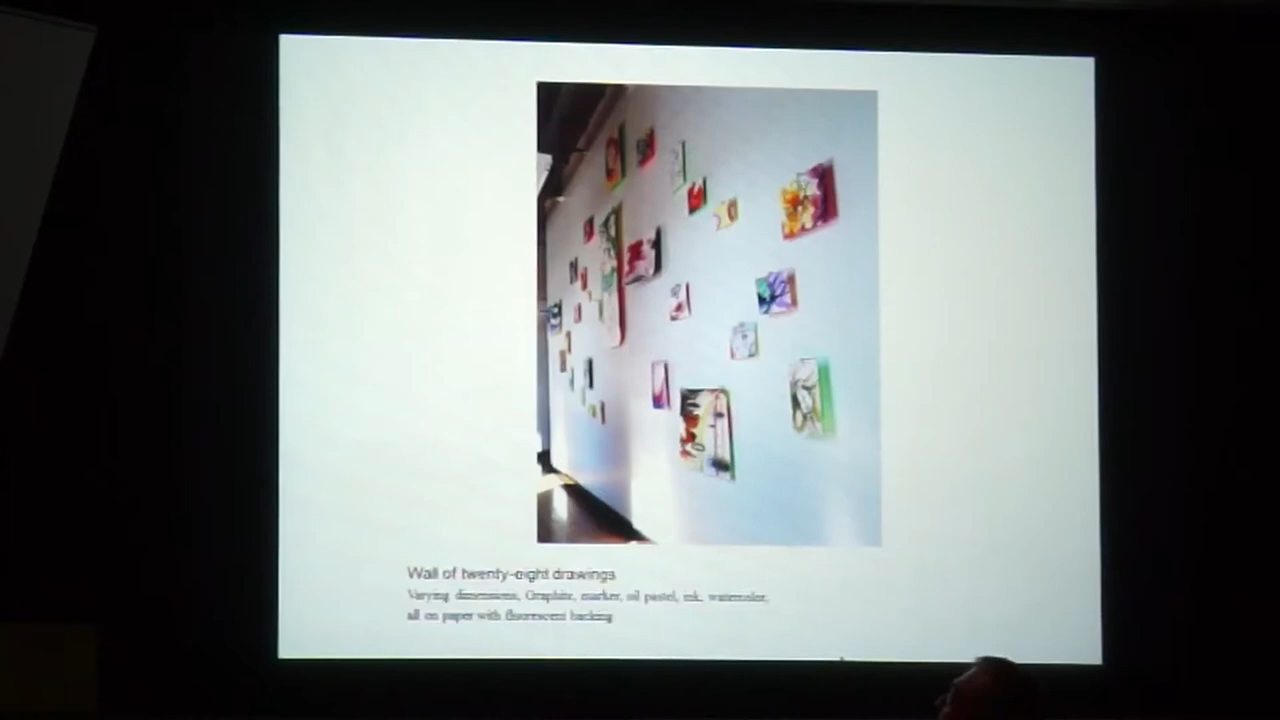 Wall of twenty-eight drawings
Varying dimensions, Graphite, marker, oil pastel, ink, watercolor,
all on paper with fluorescent backing